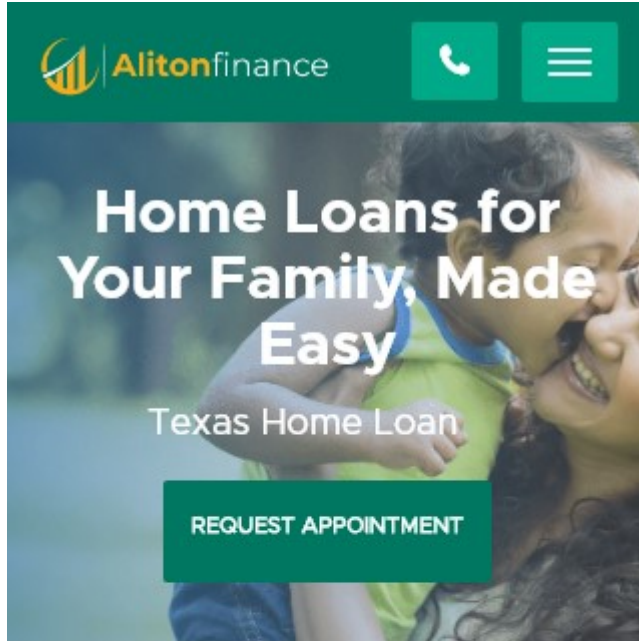 Alitonfinance
Home Loans for
Your Family, Made
Easy
Texas Home Loan
REQUEST APPOINTMENT